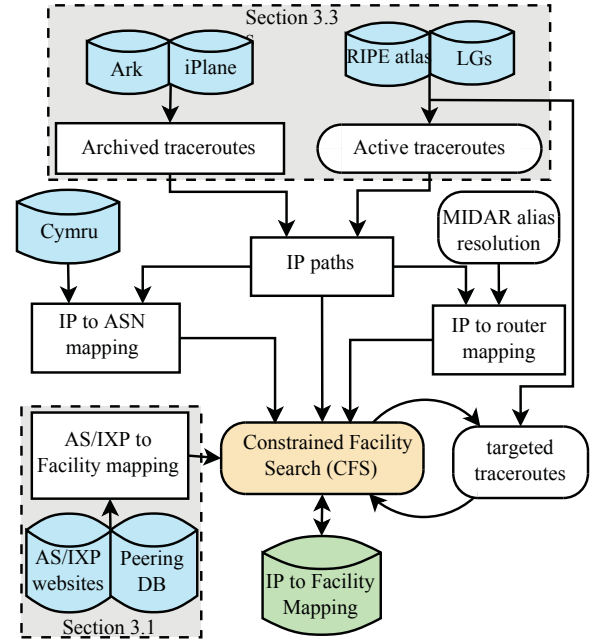 Section 3.3
s
Ark
iPlane
RIPE atlas
LGs
Archived traceroutes
Active traceroutes
Cymru
MIDAR alias
resolution
IP paths
IP to ASN
mapping
IP to router
mapping
AS/IXP to
Facility mapping
Constrained Facility
Search (CFS)
targeted
traceroutes
AS/IXP
websites
Peering
DB
IP to Facility
Mapping
Section 3.1